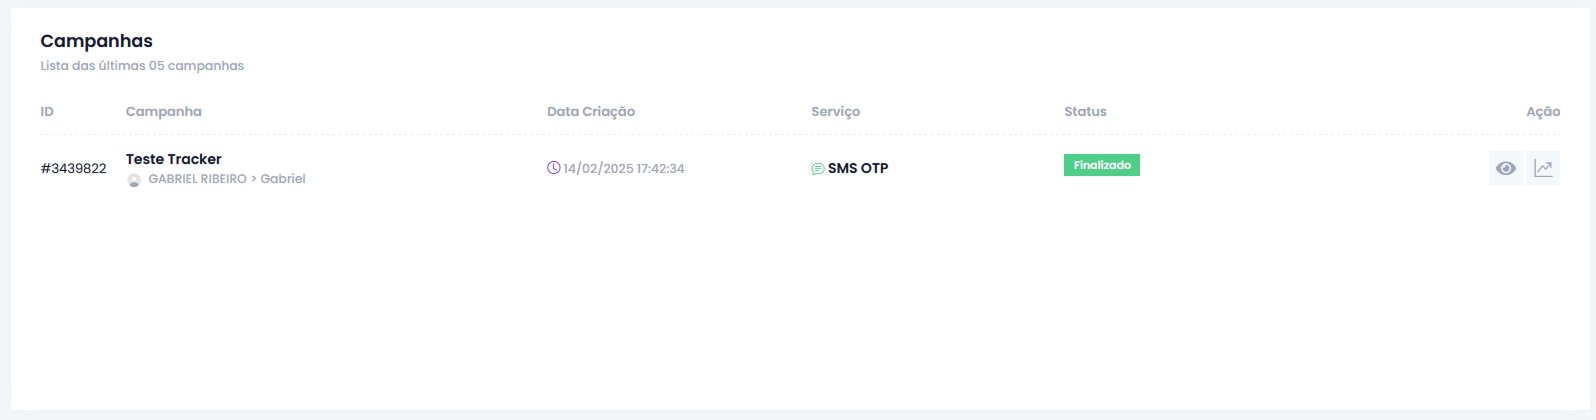 Campanhas
Lista das últimas 05 campanhas
ID Campanha Data Criação Serviço Status Ação
#3439822 Teste Tracker 14/02/2025 17:42:34 SMS OTP Finalizado
GABRIEL RIBEIRO > Gabriel